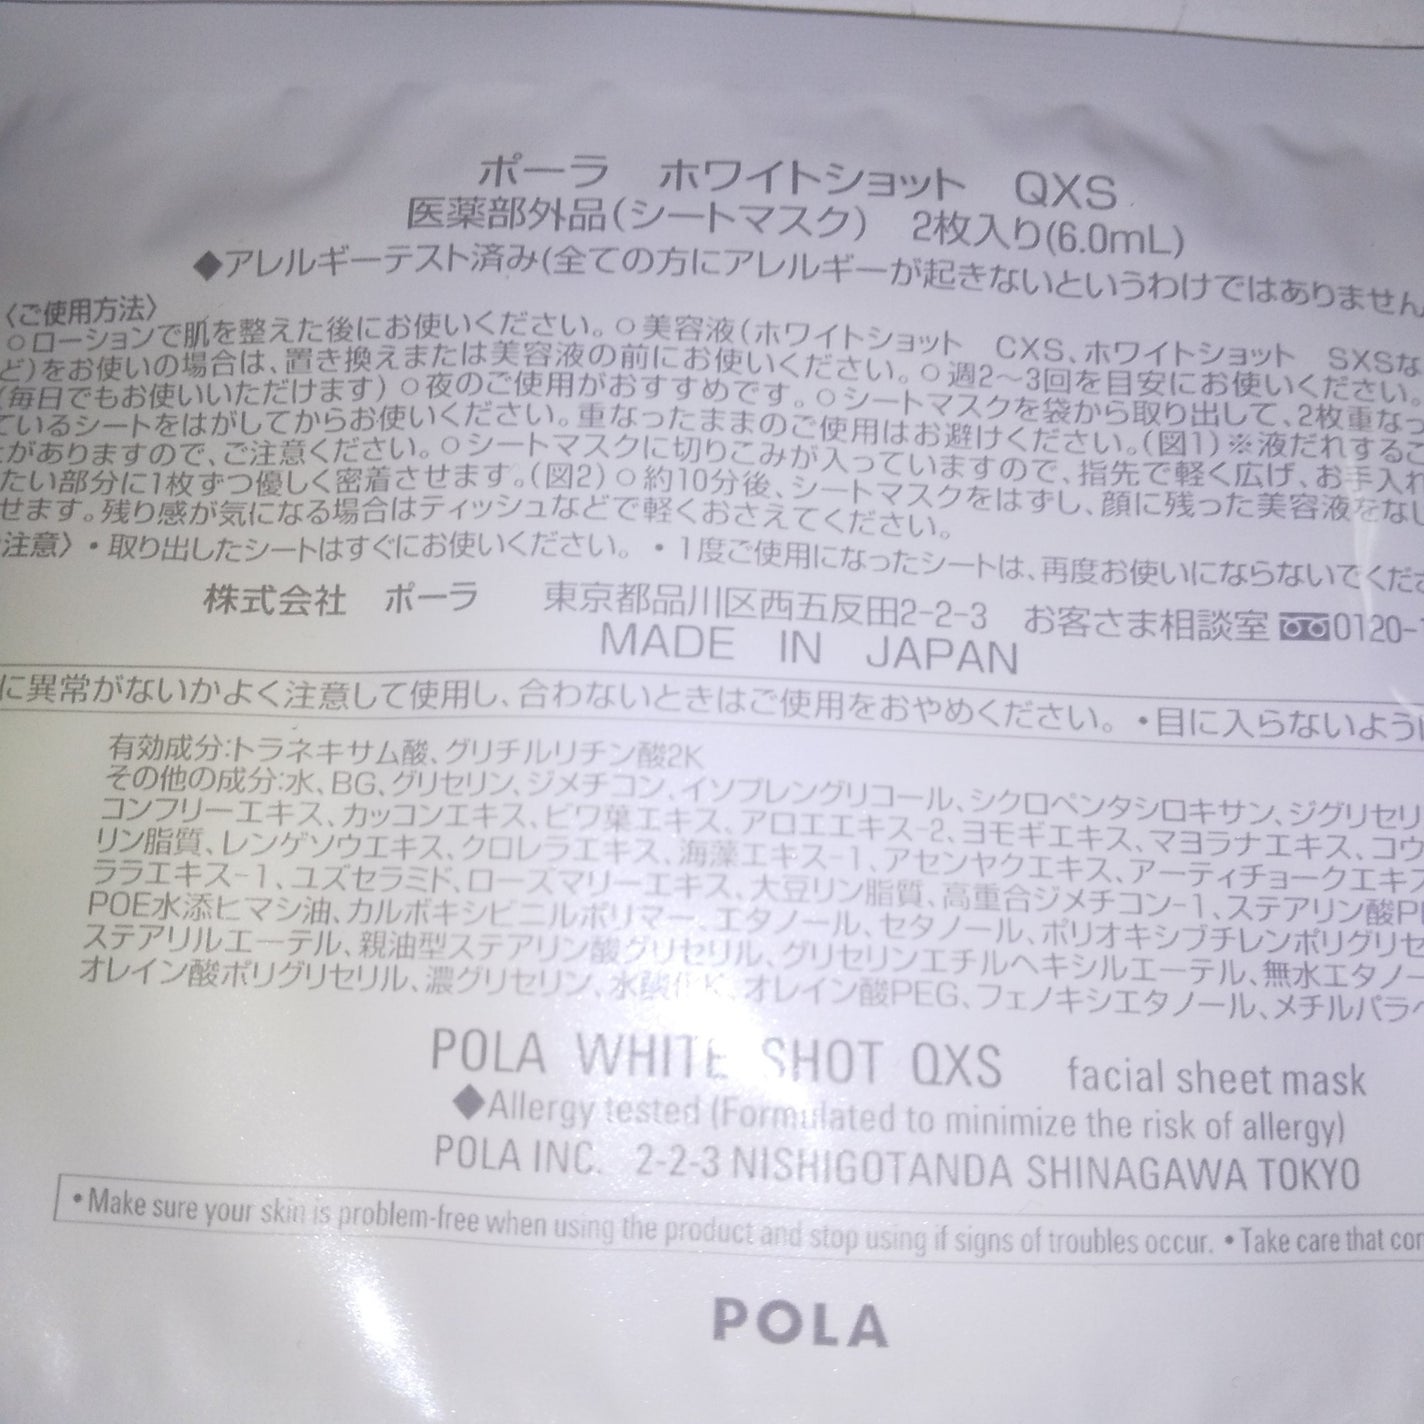 ポーラ ホワイトショット QXS
医薬部外品(シートマスク) 2枚入り(6.0mL)
◆アレルギーテスト済み(全ての方にアレルギーが起きないというわけではありません
〈ご使用方法〉
○ローションで肌を整えた後にお使いください。○美容液(ホワイトショット CXS、ホワイトショット SXSな
ど)をお使いの場合は、置き換えまたは美容液の前にお使いください。○週2〜3回を目安にお使いください。
(毎日でもお使いいただけます)○夜のご使用がおすすめです。○シートマスクを袋から取り出して、2枚重なっ
ているシートをはがしてからお使いください。重なったままのご使用はお避けください。(図1)※液だれするこ
とがありますので、ご注意ください。○シートマスクに切りこみが入っていますので、指先で軽く広げ、お手入れ
たい部分に1枚ずつ優しく密着させます。(図2)○約10分後、シートマスクをはずし、顔に残った美容液をなじ
せます。残り感が気になる場合はティッシュなどで軽くおさえてください。
注意〉・取り出したシートはすぐにお使いください。・1度ご使用になったシートは、再度お使いにならないでくださ
株式会社 ポーラ 東京都品川区西五反田2-2-3 お客さま相談室 0120-
MADE IN JAPAN
に異常がないかよく注意して使用し、合わないときはご使用をおやめください。・目に入らないように
有効成分:トラネキサム酸、グリチルリチン酸2K
その他の成分:水、BG、グリセリン、ジメチコン、イソプレングリコール、シクロペンタシロキサン、ジグリセリ
コンフリーエキス、カッコンエキス、ビワ葉エキス、アロエエキス-2、ヨモギエキス、マヨラナエキス、コウ
リン脂質、レンゲソウエキス、クロレラエキス、海藻エキス-1、アセンヤクエキス、アーティチョークエキス
ララエキス-1、ユズセラミド、ローズマリーエキス、大豆リン脂質、高重合ジメチコン-1、ステアリン酸PE
POE水添ヒマシ油、カルボキシビニルポリマー、エタノール、セタノール、ポリオキシブチレンポリグリセ
ステアリルエーテル、親油型ステアリン酸グリセリル、グリセリンエチルヘキシルエーテル、無水エタノー
オレイン酸ポリグリセリル、濃グリセリン、水酸化K、オレイン酸PEG、フェノキシエタノール、メチルパラベ
POLA WHITE SHOT QXS facial sheet mask
◆Allergy tested (Formulated to minimize the risk of allergy)
POLA INC. 2-2-3 NISHIGOTANDA SHINAGAWA TOKYO
•Make sure your skin is problem-free when using the product and stop using if signs of troubles occur. •Take care that con
POLA